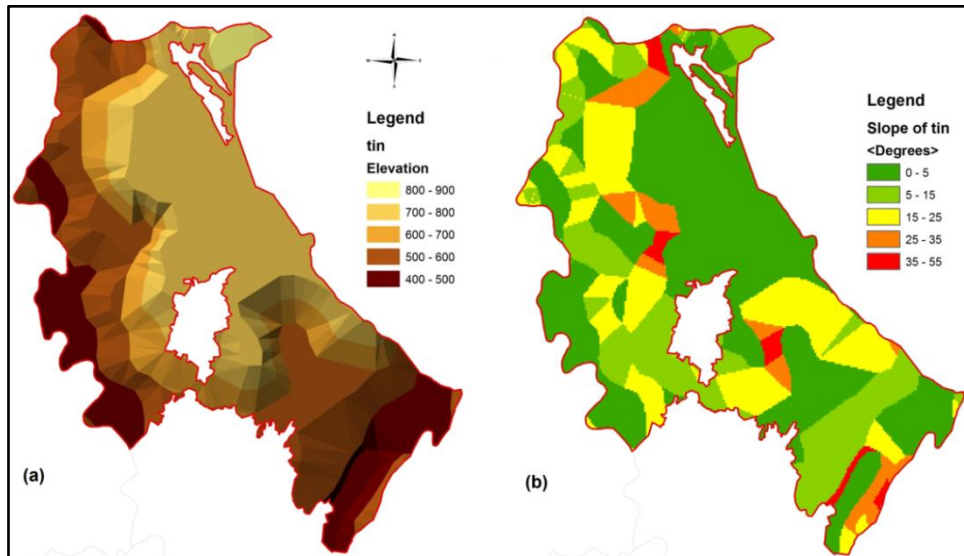 (a)
N
W
E
S
Legend
tin
Elevation
800 - 900
700 - 800
600 - 700
500 - 600
400 - 500
(b)
Legend
Slope of tin
<Degrees>
0 - 5
5 - 15
15 - 25
25 - 35
35 - 55